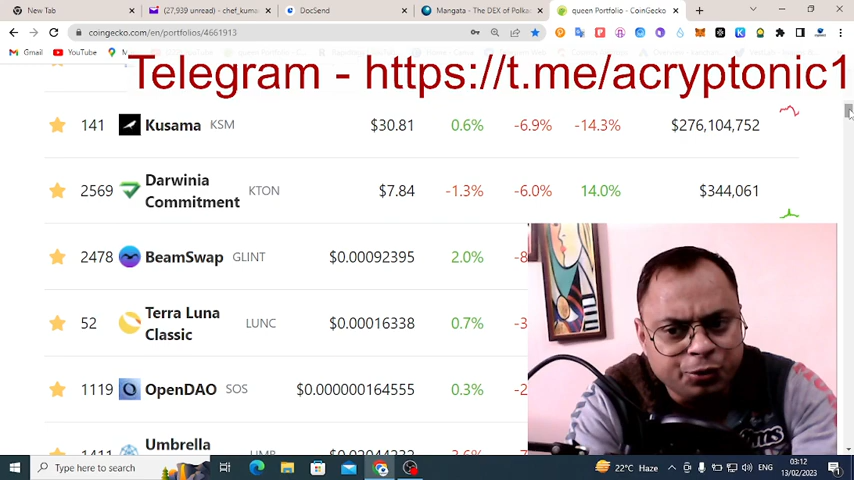 New Tab
(27,939 unread) - chef_kuma
DocSend
Mangata - The DEX of Polka
queen Portfolio - CoinGecko
coingecko.com/en/portfolios/4661913
Gmail
YouTube
Telegram - https://t.me/acryptonic1
141 Kusama KSM $30.81 0.6% -6.9% -14.3% $276,104,752
2569 Darwinia Commitment KTON $7.84 -1.3% -6.0% 14.0% $344,061
2478 BeamSwap GLINT $0.00092395 2.0% -8
52 Terra Luna Classic LUNC $0.00016338 0.7% -3
1119 OpenDAO SOS $0.000000164555 0.3% -2
Umbrella
Type here to search
22°C Haze
ENG
03:12
13/02/2023